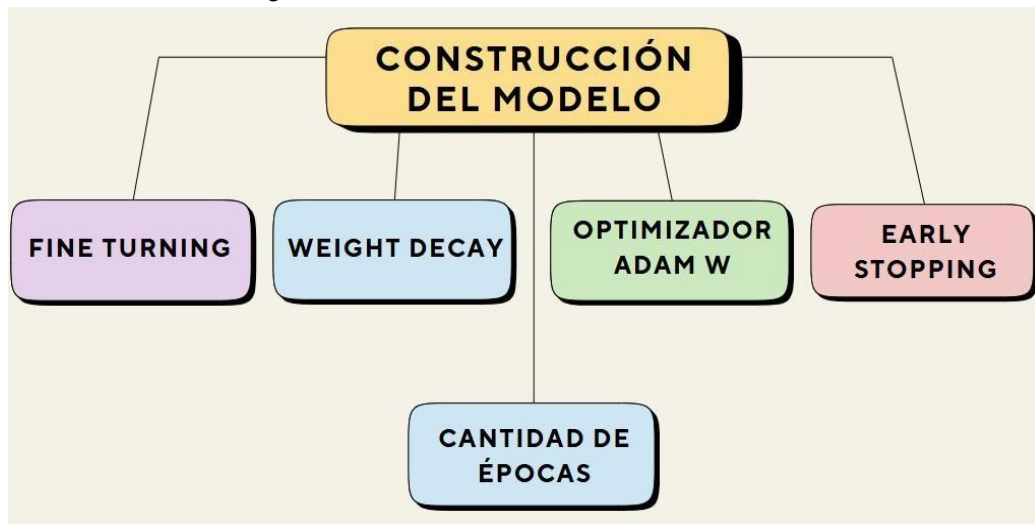 CONSTRUCCIÓN
DEL MODELO
FINE TURNING
WEIGHT DECAY
OPTIMIZADOR
ADAM W
EARLY
STOPPING
CANTIDAD DE
ÉPOCAS